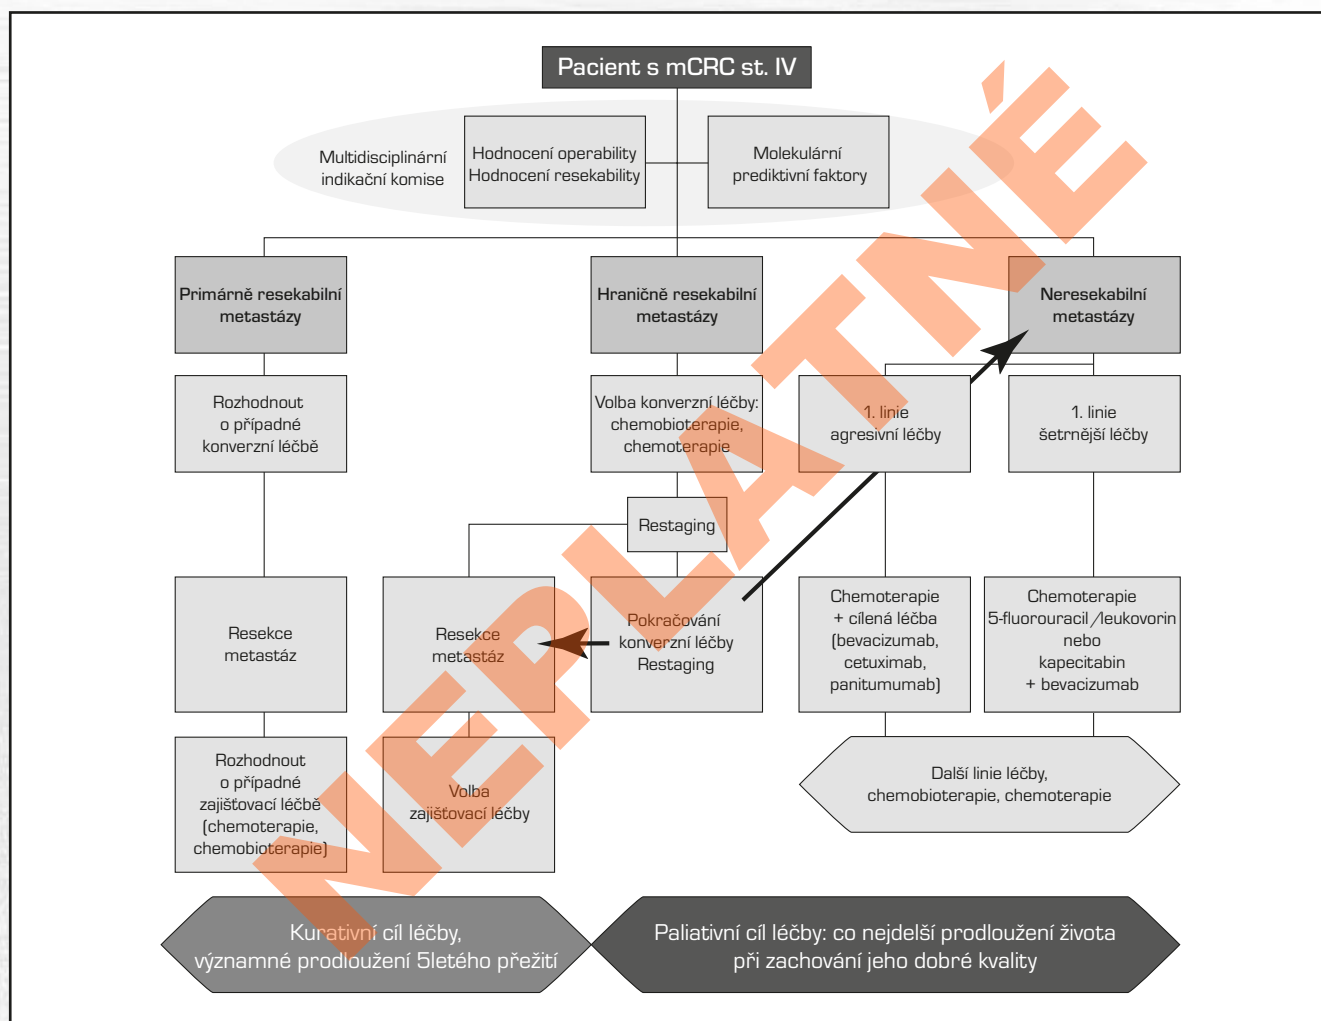 Pacient s mCRC st. IV
Multidisciplinární
indikační komise
Hodnocení operability
Hodnocení resekability
Molekulární
prediktivní faktory
Primárně resekabilní
metastázy
Hraničně resekabilní
metastázy
Neresekabilní
metastázy
Rozhodnout
o případné
konverzní léčbě
Volba konverzní léčby:
chemobioterapie,
chemoterapie
1. linie
agresivní léčby
1. linie
šetrnější léčby
Restaging
Resekce
metastáz
Resekce
metastáz
Pokračování
konverzní léčby
Restaging
Chemoterapie
+ cílená léčba
(bevacizumab,
cetuximab,
panitumumab)
Chemoterapie
5-fluorouracil/leukovorin
nebo
kapecitabin
+ bevacizumab
Rozhodnout
o případné
zajišťovací léčbě
(chemoterapie,
chemobioterapie)
Volba
zajišťovací léčby
Další linie léčby,
chemobioterapie, chemoterapie
Kurativní cíl léčby,
významné prodloužení 5letého přežití
Paliativní cíl léčby: co nejdelší prodloužení života
při zachování jeho dobré kvality
NEPLATNÉ